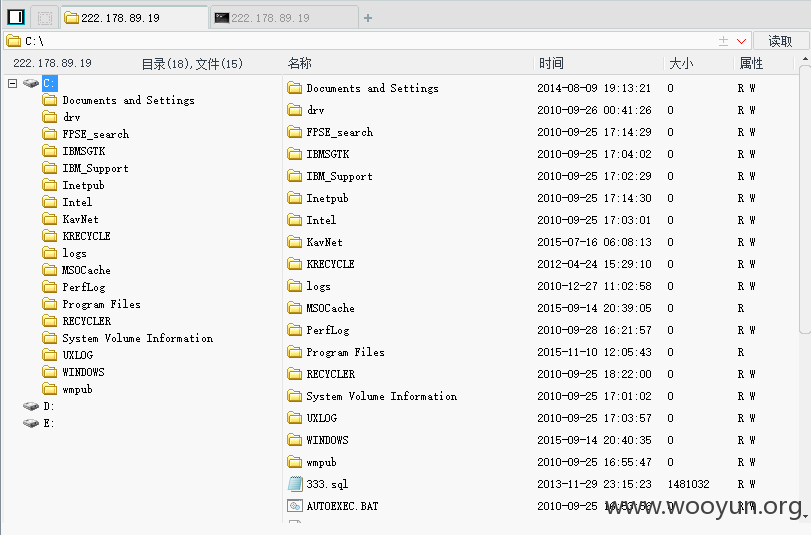 222.178.89.19 222.178.89.19 +
C:\ 读取
222.178.89.19 目录(18),文件(15) 名称 时间 大小 属性
C:
Documents and Settings
drv
FPSE_search
IBMSGTK
IBM_Support
Inetpub
Intel
KavNet
KRECYCLE
logs
MSOCache
PerfLog
Program Files
RECYCLER
System Volume Information
UXLOG
WINDOWS
wmpub
D:
E:
Documents and Settings 2014-08-09 19:13:21 0 R W
drv 2010-09-26 00:41:26 0 R W
FPSE_search 2010-09-25 17:14:29 0 R W
IBMSGTK 2010-09-25 17:04:02 0 R W
IBM_Support 2010-09-25 17:02:29 0 R W
Inetpub 2010-09-25 17:14:30 0 R W
Intel 2010-09-25 17:03:01 0 R W
KavNet 2015-07-16 06:08:13 0 R W
KRECYCLE 2012-04-24 15:29:10 0 R W
logs 2010-12-27 11:02:58 0 R W
MSOCache 2015-09-14 20:39:05 0 R
PerfLog 2010-09-28 16:21:57 0 R W
Program Files 2015-11-10 12:05:43 0 R
RECYCLER 2010-09-25 18:22:00 0 R W
System Volume Information 2010-09-25 17:01:02 0 R W
UXLOG 2010-09-25 17:03:57 0 R W
WINDOWS 2015-09-14 20:40:35 0 R W
wmpub 2010-09-25 16:55:47 0 R W
333.sql 2013-11-29 23:15:23 1481032 R W
AUTOEXEC.BAT 2010-09-25 R W
www.wooyun.org